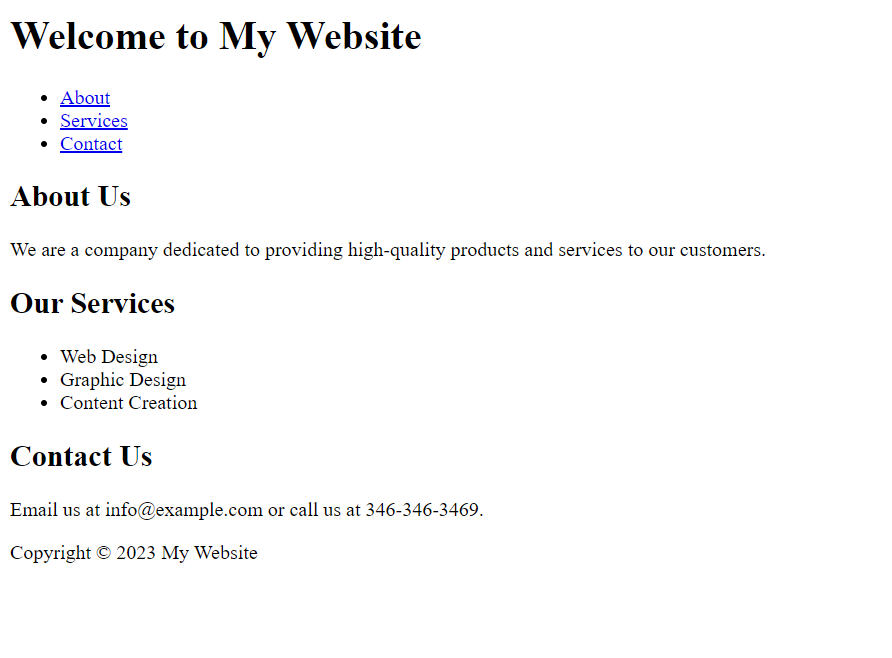 Welcome to My Website
About
Services
Contact
About Us
We are a company dedicated to providing high-quality products and services to our customers.
Our Services
Web Design
Graphic Design
Content Creation
Contact Us
Email us at info@example.com or call us at 346-346-3469.
Copyright © 2023 My Website